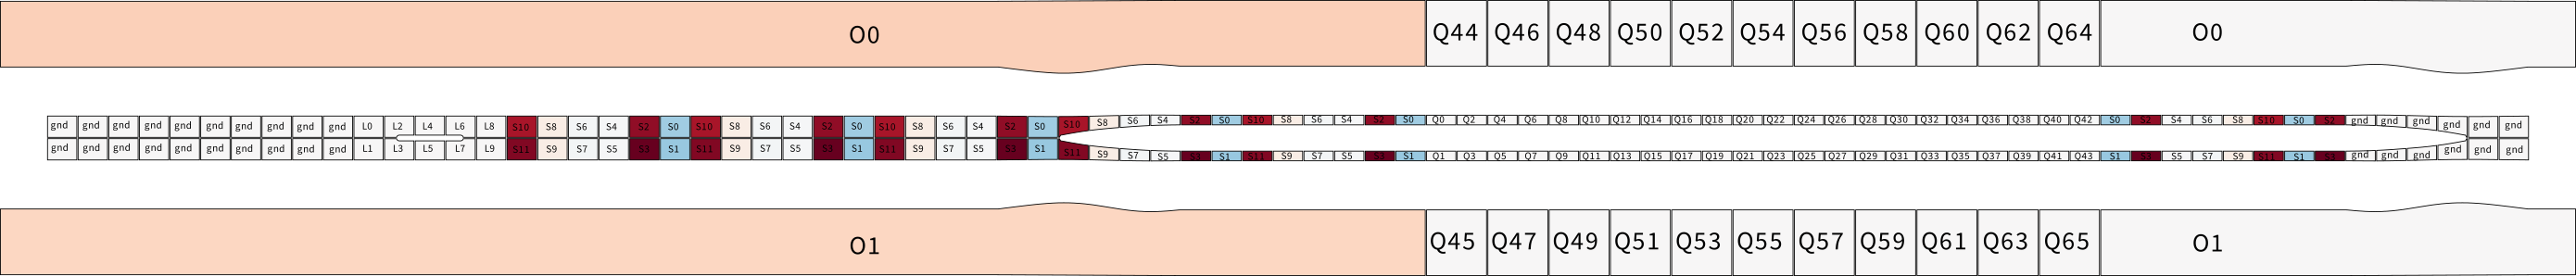 O0 Q44 Q46 Q48 Q50 Q52 Q54 Q56 Q58 Q60 Q62 Q64 O0
gnd gnd gnd gnd gnd gnd gnd gnd gnd gnd L0 L2 L4 L6 L8 S10 S8 S6 S4 S2 S0 S10 S8 S6 S4 S2 S0 S10 S8 S6 S4 S2 S0 S10 S8 S6 S4 S2 S0 S10 S8 S6 S4 S2 S0 Q0 Q2 Q4 Q6 Q8 Q10 Q12 Q14 Q16 Q18 Q20 Q22 Q24 Q26 Q28 Q30 Q32 Q34 Q36 Q38 Q40 Q42 S0 S2 S4 S6 S8 S10 S0 S2 gnd gnd gnd gnd gnd gnd
gnd gnd gnd gnd gnd gnd gnd gnd gnd gnd L1 L3 L5 L7 L9 S11 S9 S7 S5 S3 S1 S11 S9 S7 S5 S3 S1 S11 S9 S7 S5 S3 S1 S11 S9 S7 S5 S3 S1 S11 S9 S7 S5 S3 S1 Q1 Q3 Q5 Q7 Q9 Q11 Q13 Q15 Q17 Q19 Q21 Q23 Q25 Q27 Q29 Q31 Q33 Q35 Q37 Q39 Q41 Q43 S1 S3 S5 S7 S9 S11 S1 S3 gnd gnd gnd gnd gnd gnd
O1 Q45 Q47 Q49 Q51 Q53 Q55 Q57 Q59 Q61 Q63 Q65 O1